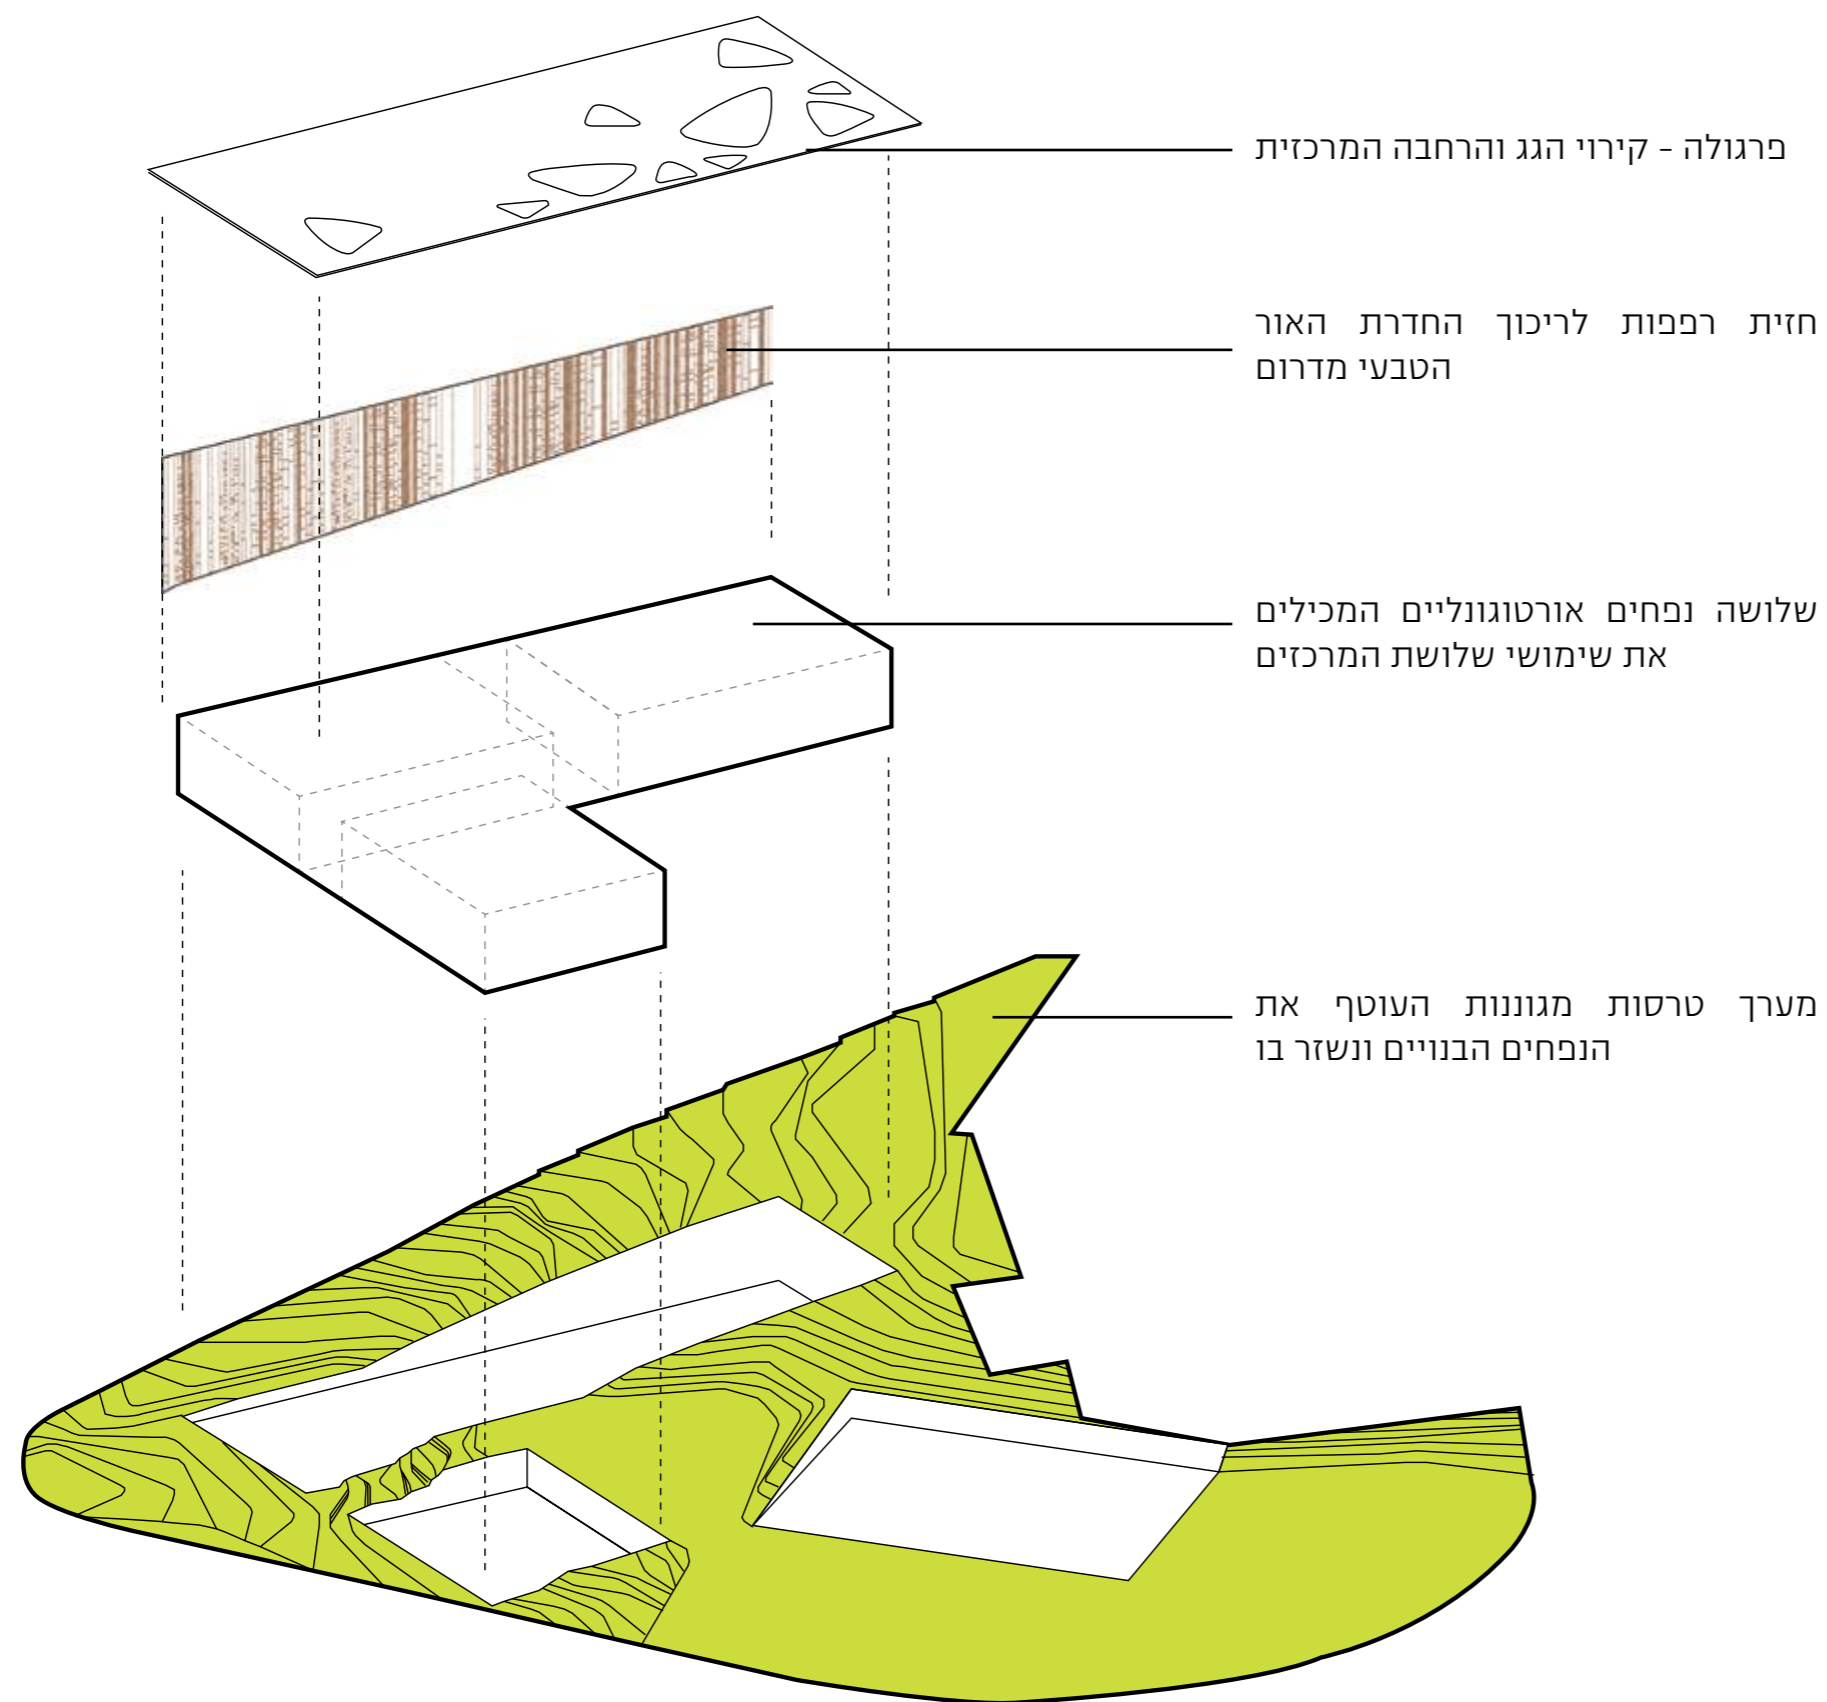 פרגולה - קירוי הגג והרחבה המרכזית
חזית רפפות לריכוך החדרת האור
הטבעי מדרום
שלושה נפחים אורטוגונליים המכילים
את שימושי שלושת המרכזים
מערך טרסות מגוננות העוטף את
הנפחים הבנויים ונשזר בו